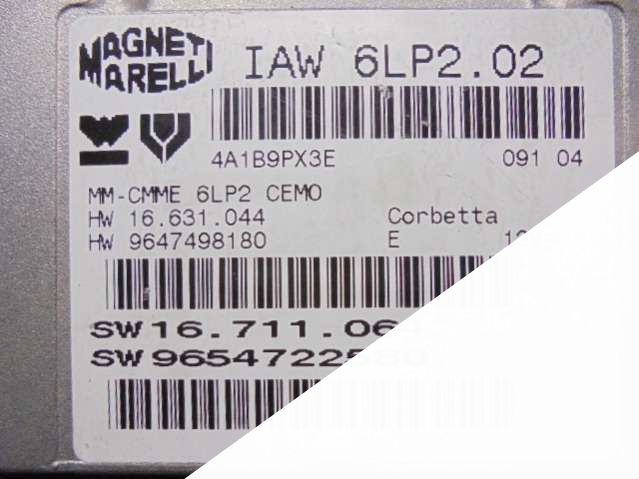 MAGNETI
MARELLI
IAW 6LP2.02
4A1B9PX3E 091 04
MM-CMME 6LP2 CEMO
HW 16.631.044 Corbetta
HW 9647498180 E